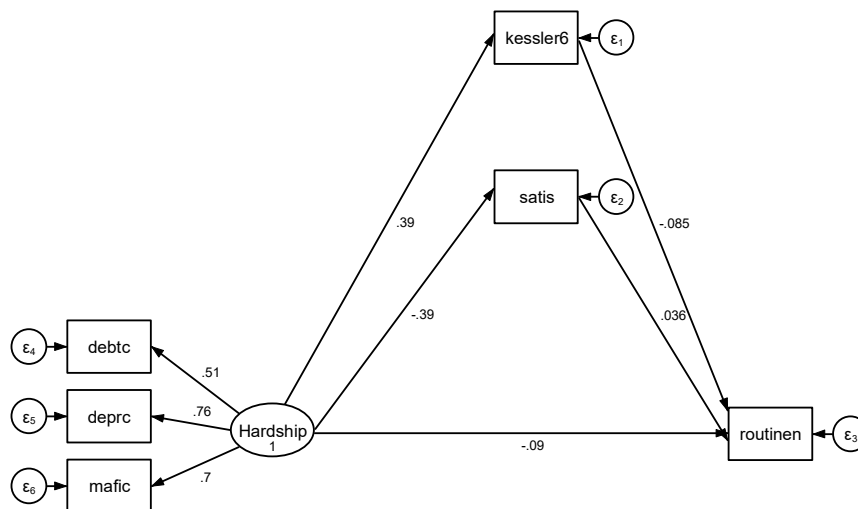 kessler6
ε1
satis
ε2
.39
-.085
-.39
.036
ε4
debtc
.51
ε5
deprc
.76
Hardship
1
-.09
routinen
ε3
ε6
mafic
.7